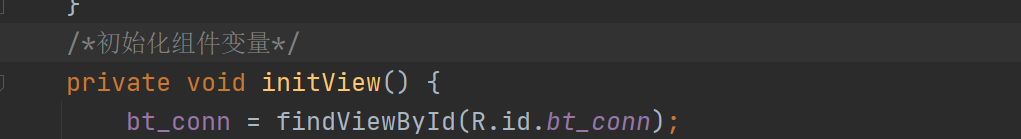 }
/*初始化组件变量*/
private void initView() {
bt_conn = findViewById(R.id.bt_conn);